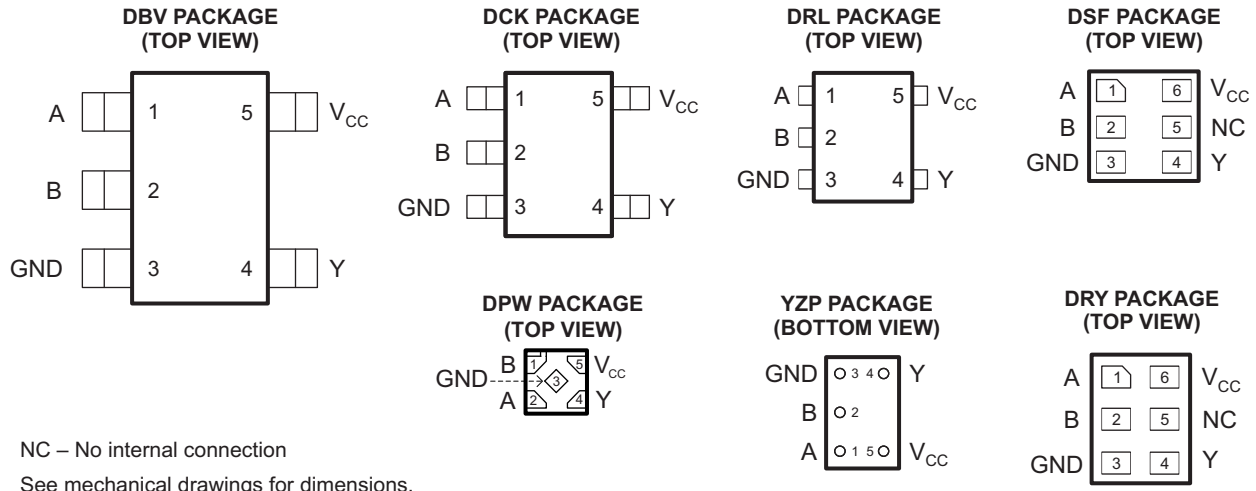 DBV PACKAGE
(TOP VIEW)
A 1 5 VCC
B 2
GND 3 4 Y
DCK PACKAGE
(TOP VIEW)
A 1 5 VCC
B 2
GND 3 4 Y
DRL PACKAGE
(TOP VIEW)
A 1 5 VCC
B 2
GND 3 4 Y
DSF PACKAGE
(TOP VIEW)
A 1 6 VCC
B 2 5 NC
GND 3 4 Y
DPW PACKAGE
(TOP VIEW)
B 1 5 VCC
GND 3
A 2 4 Y
YZP PACKAGE
(BOTTOM VIEW)
GND 3 4 Y
B 2
A 1 5 VCC
DRY PACKAGE
(TOP VIEW)
A 1 6 VCC
B 2 5 NC
GND 3 4 Y
NC – No internal connection
See mechanical drawings for dimensions.